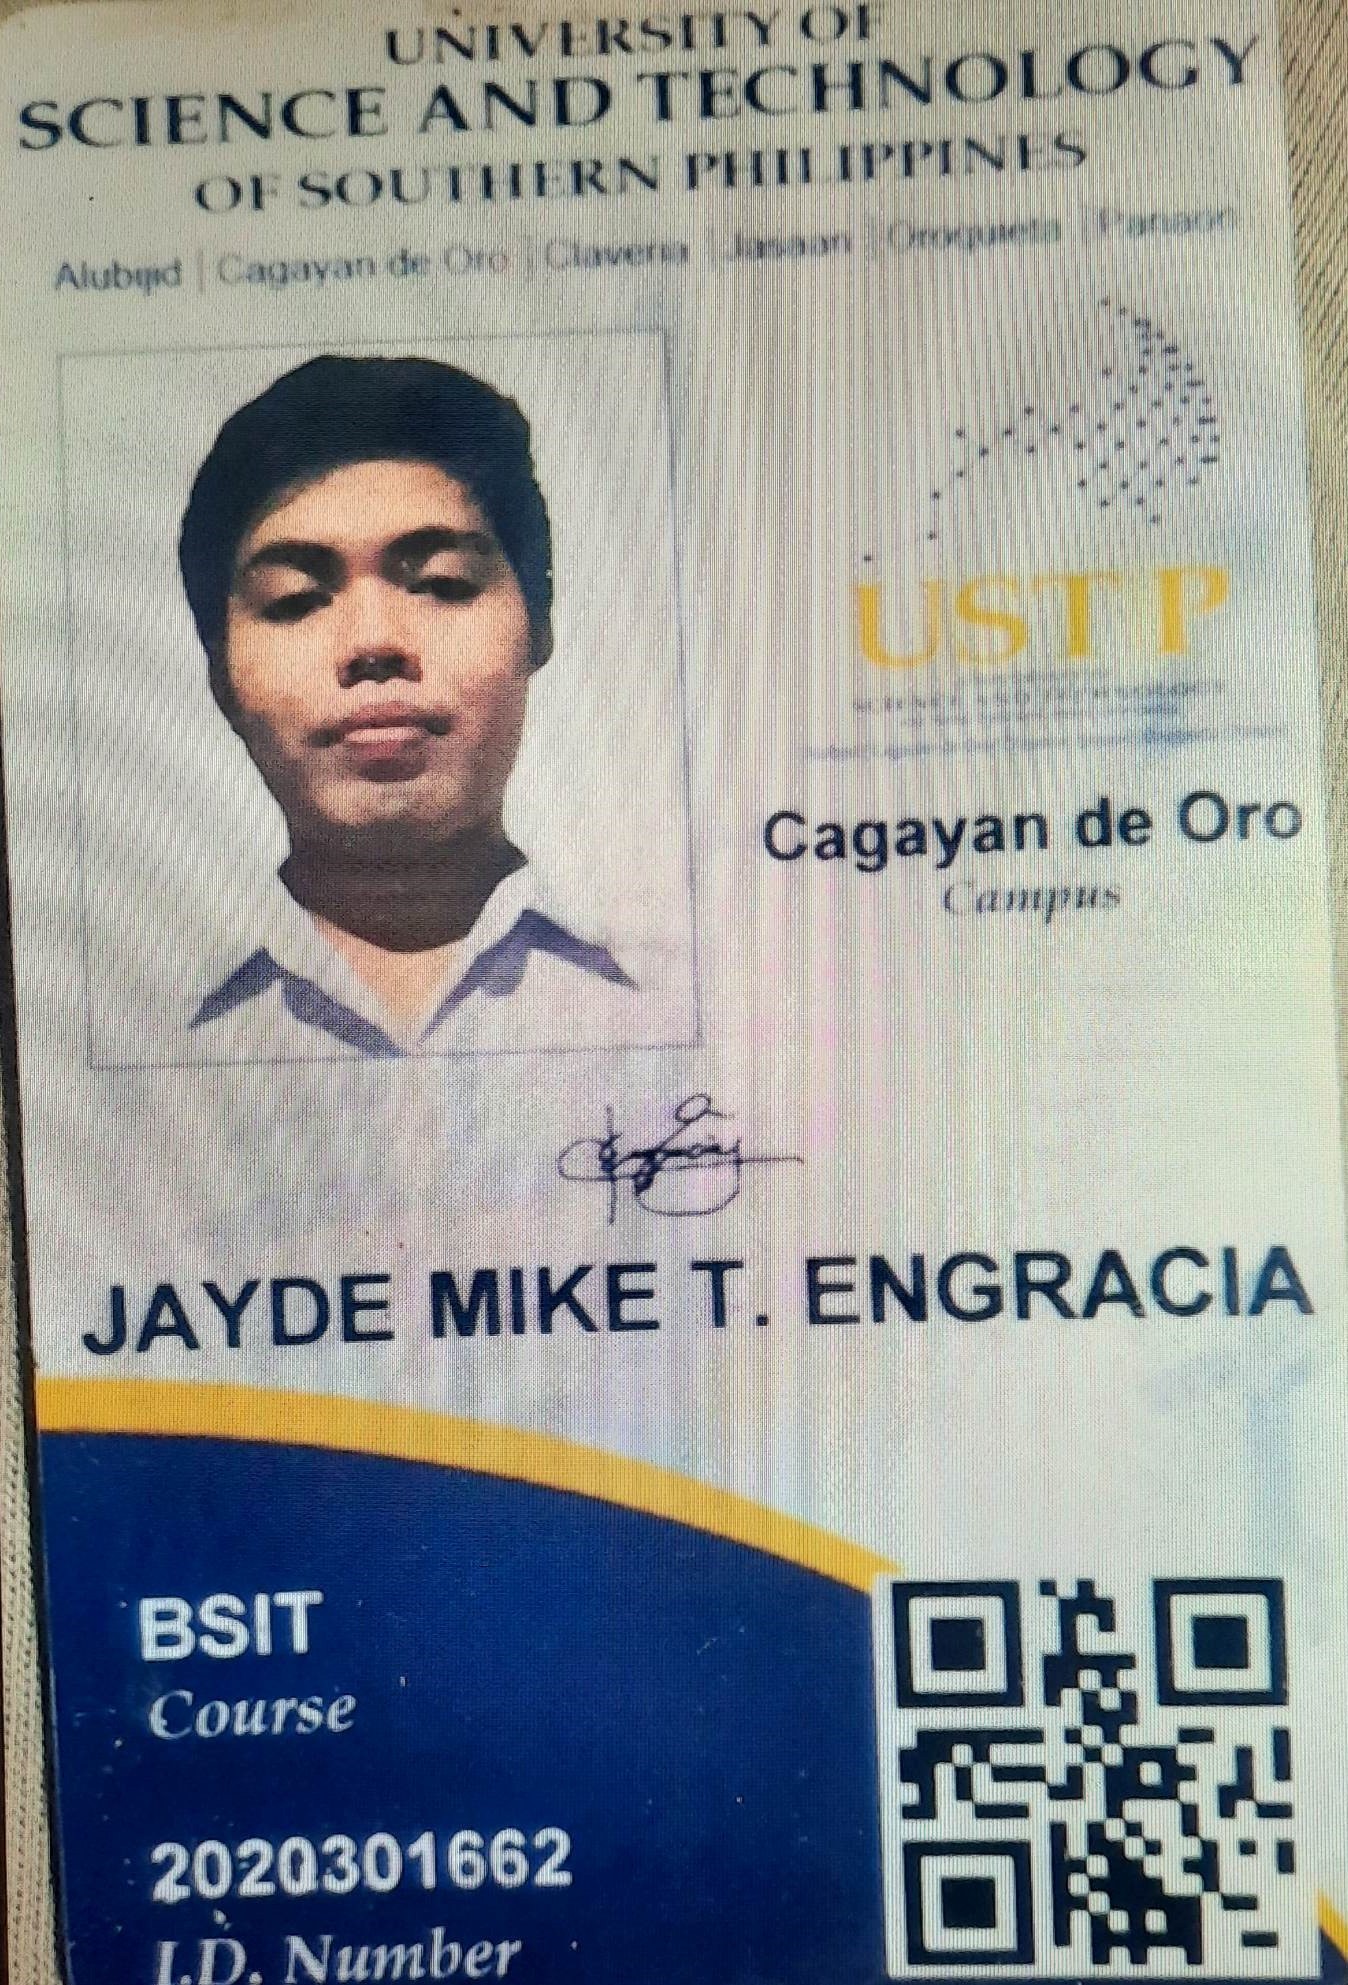 UNIVERSITY OF
SCIENCE AND TECHNOLOGY
OF SOUTHERN PHILIPPINES
Alubijid | Cagayan de Oro | Claveria | Jasaan | Oroquieta | Panaon
USTP
Cagayan de Oro
Campus
JAYDE MIKE T. ENGRACIA
BSIT
Course
2020301662
I.D. Number